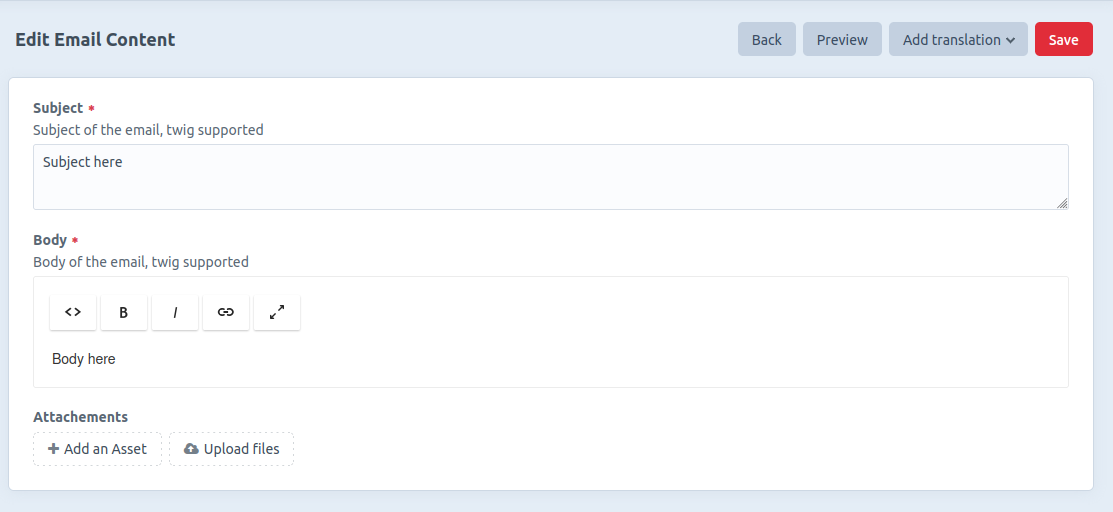 Edit Email Content
Back
Preview
Add translation
Save
Subject *
Subject of the email, twig supported
Subject here
Body *
Body of the email, twig supported
<> B I
Body here
Attachements
+ Add an Asset
Upload files